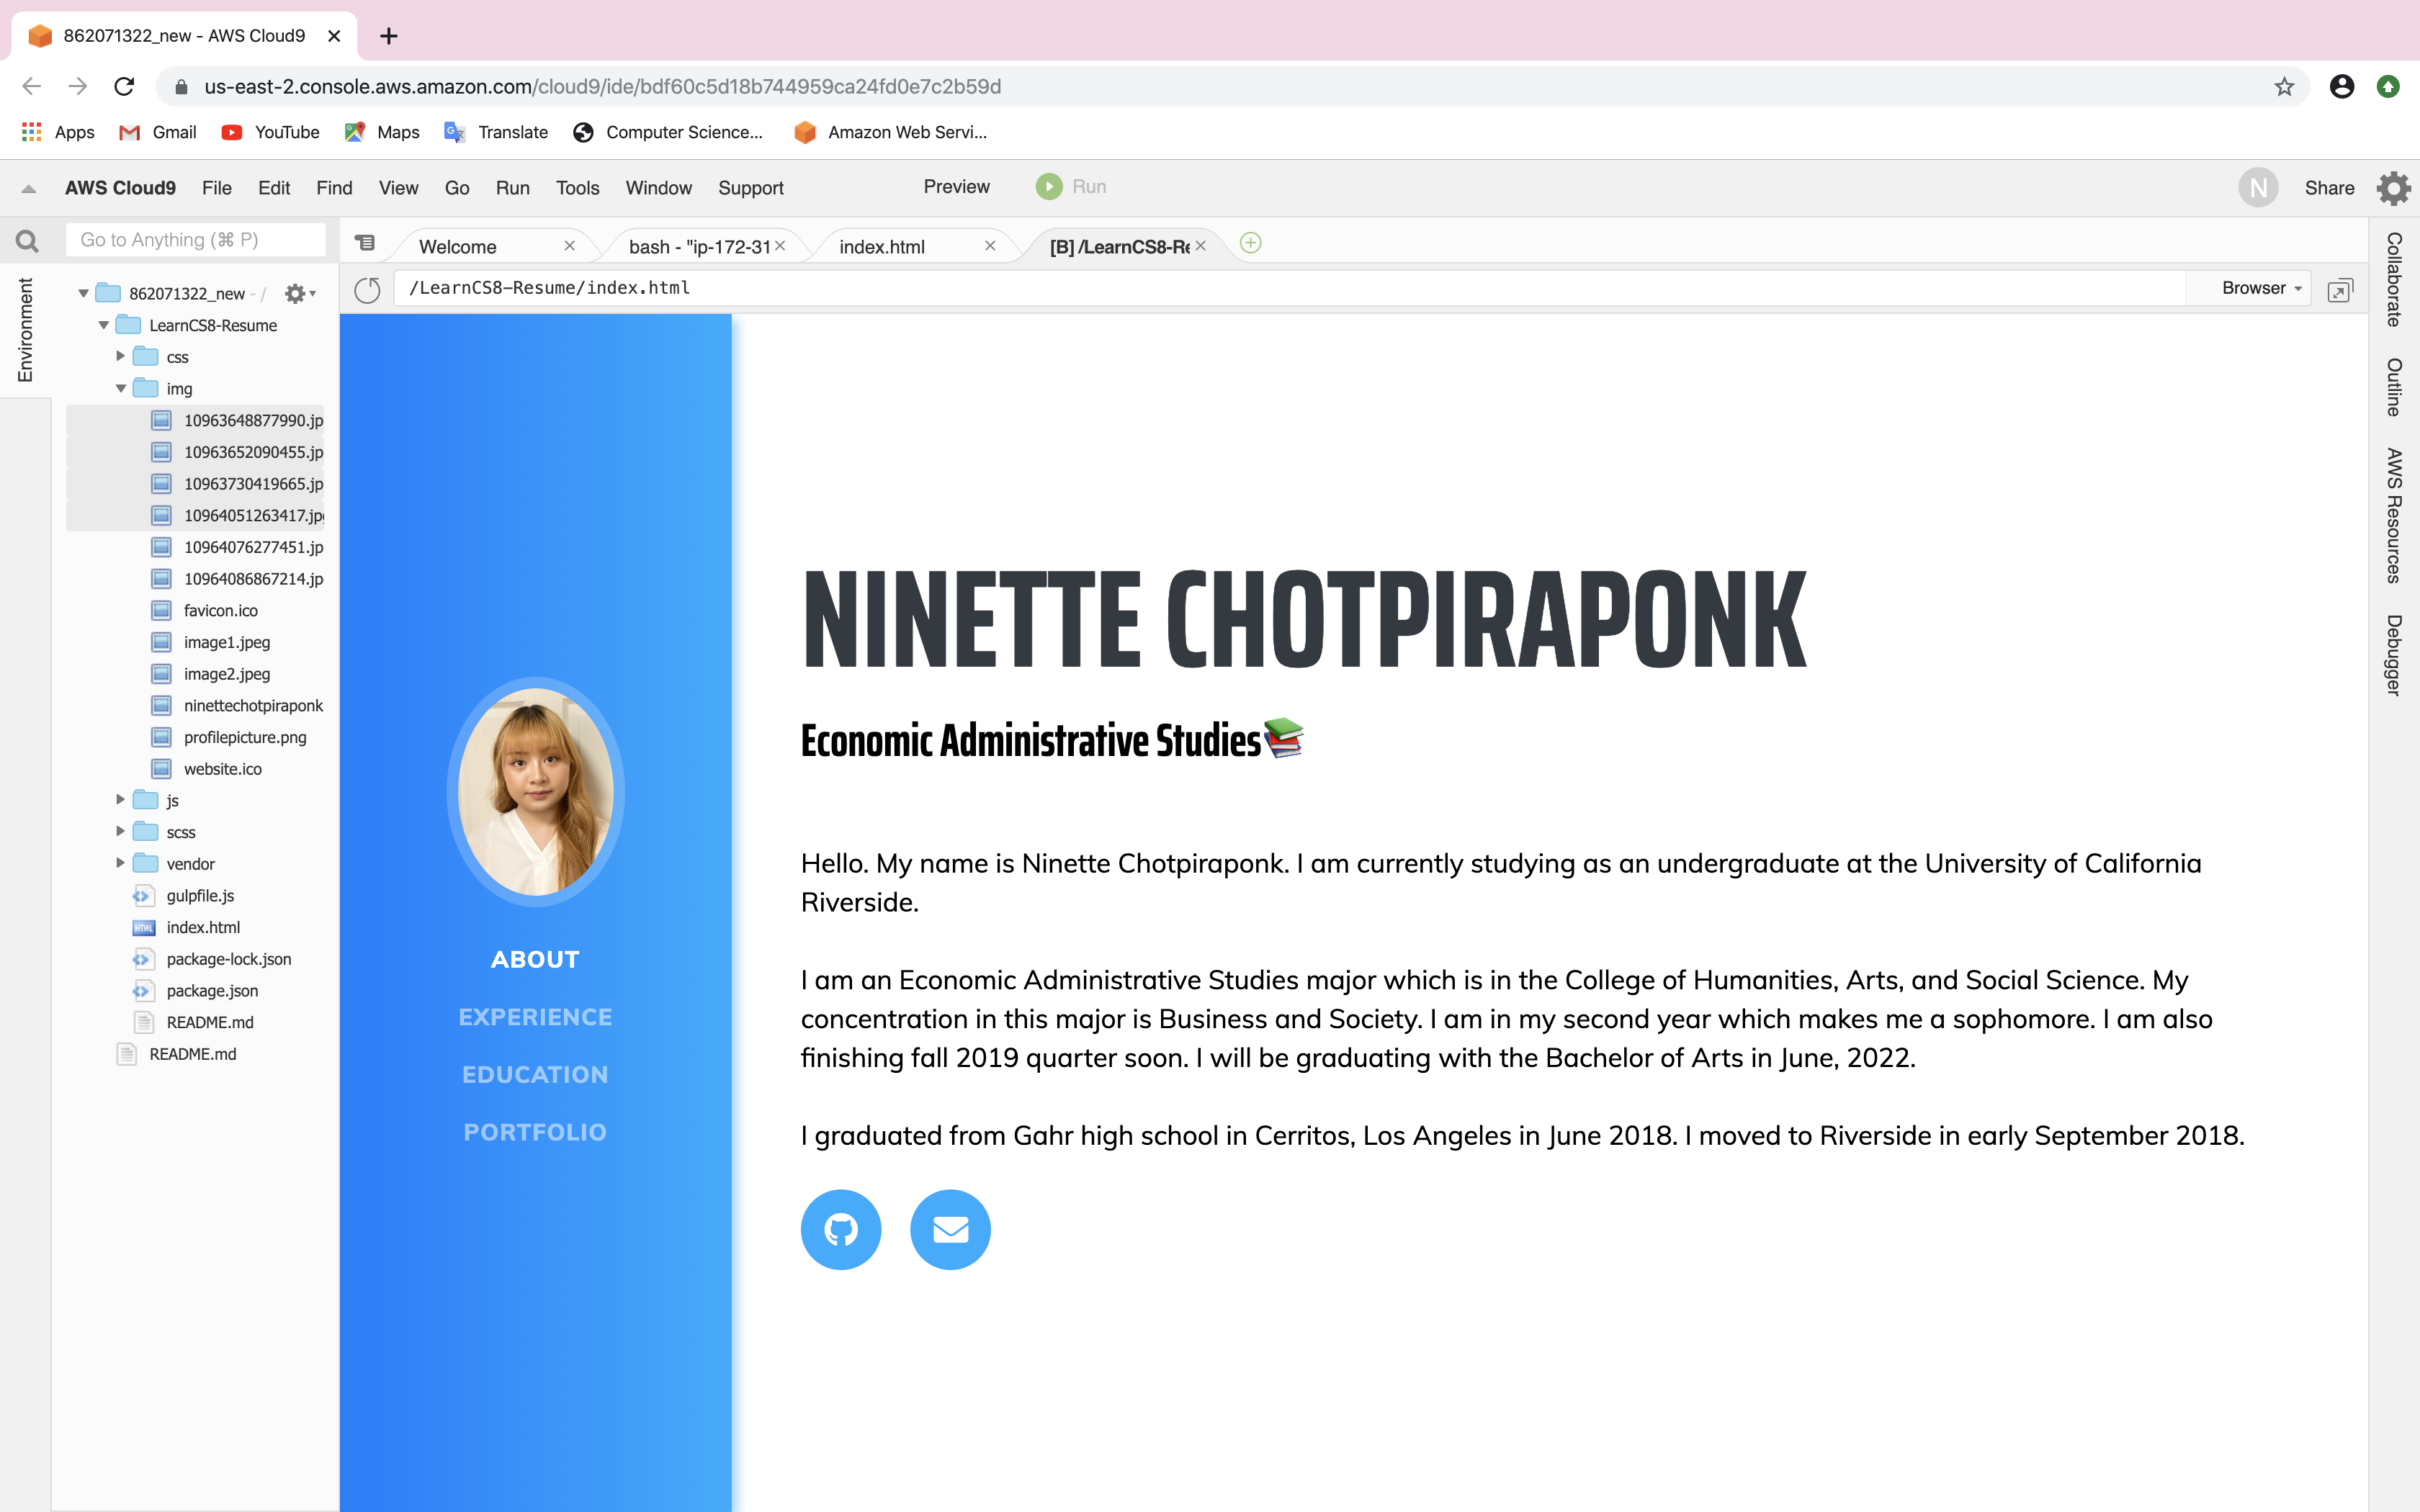 862071322_new - AWS Cloud9
us-east-2.console.aws.amazon.com/cloud9/ide/bdf60c5d18b744959ca24fd0e7c2b59d
Apps Gmail YouTube Maps Translate Computer Science... Amazon Web Servi...
AWS Cloud9 File Edit Find View Go Run Tools Window Support Preview Run N Share
Go to Anything (⌘ P)
Welcome bash - "ip-172-31 index.html [B] /LearnCS8-Re
/LearnCS8-Resume/index.html Browser
Environment
862071322_new - /
LearnCS8-Resume
css
img
10963648877990.jp
10963652090455.jp
10963730419665.jp
10964051263417.jp
10964076277451.jp
10964086867214.jp
favicon.ico
image1.jpeg
image2.jpeg
ninettechotpiraponk
profilepicture.png
website.ico
js
scss
vendor
gulpfile.js
HTML index.html
package-lock.json
package.json
README.md
README.md
ABOUT
EXPERIENCE
EDUCATION
PORTFOLIO
NINETTE CHOTPIRAPONK
Economic Administrative Studies📚
Hello. My name is Ninette Chotpiraponk. I am currently studying as an undergraduate at the University of California
Riverside.
I am an Economic Administrative Studies major which is in the College of Humanities, Arts, and Social Science. My
concentration in this major is Business and Society. I am in my second year which makes me a sophomore. I am also
finishing fall 2019 quarter soon. I will be graduating with the Bachelor of Arts in June, 2022.
I graduated from Gahr high school in Cerritos, Los Angeles in June 2018. I moved to Riverside in early September 2018.
Collaborate
Outline
AWS Resources
Debugger